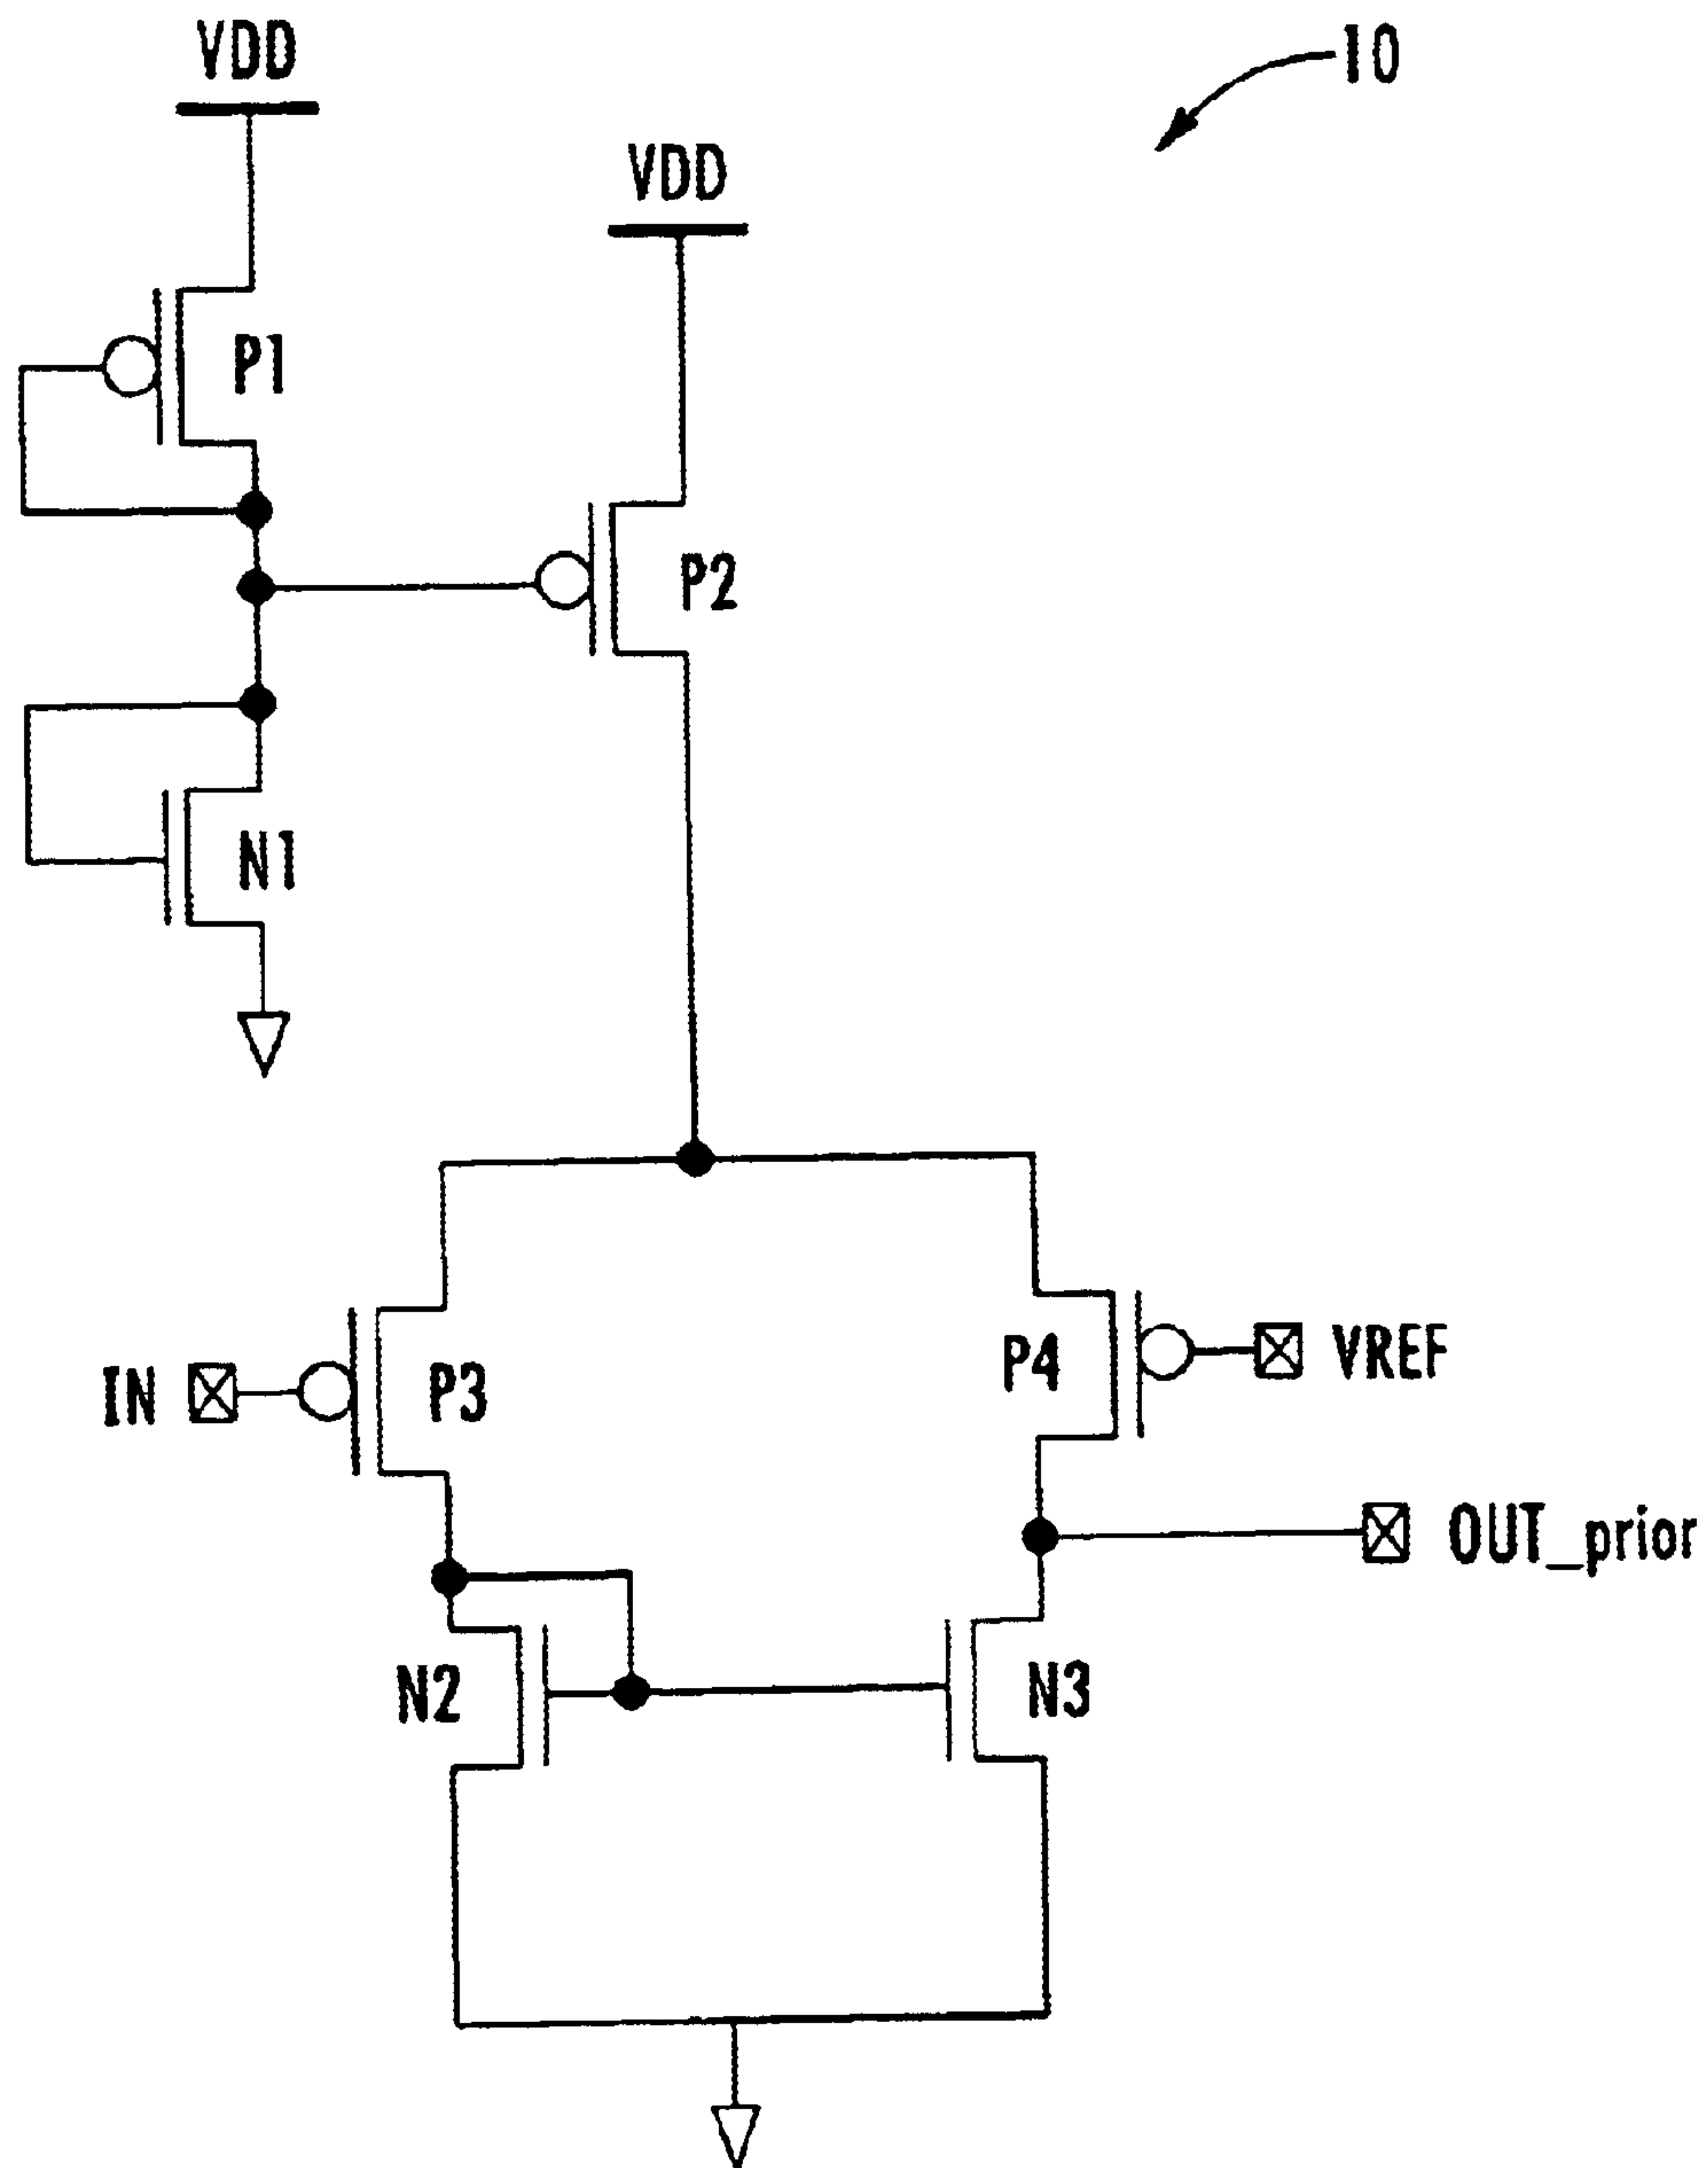 VDD
10
VDD
P1
P2
N1
P4
VREF
IN
P3
OUT_prior
N2
N3